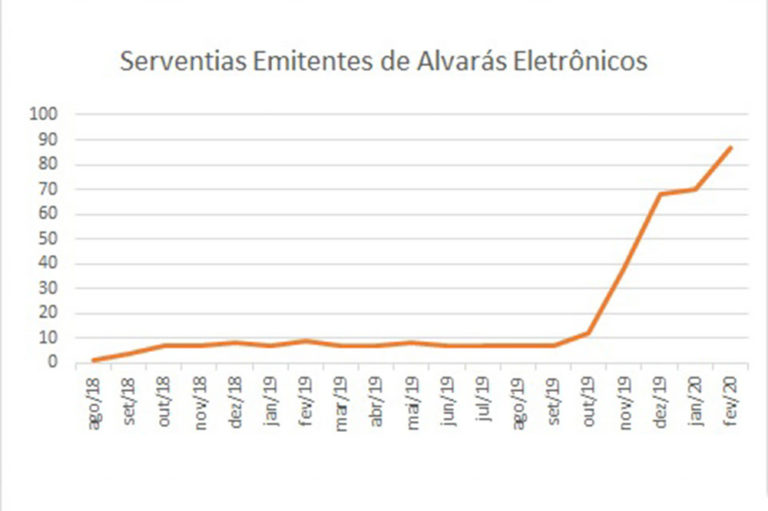 Serventias Emitentes de Alvarás Eletrônicos
100
90
80
70
60
50
40
30
20
10
0
ago/18
set/18
out/18
nov/18
dez/18
jan/19
fev/19
mar/19
abr/19
mai/19
jun/19
jul/19
ago/19
set/19
out/19
nov/19
dez/19
jan/20
fev/20